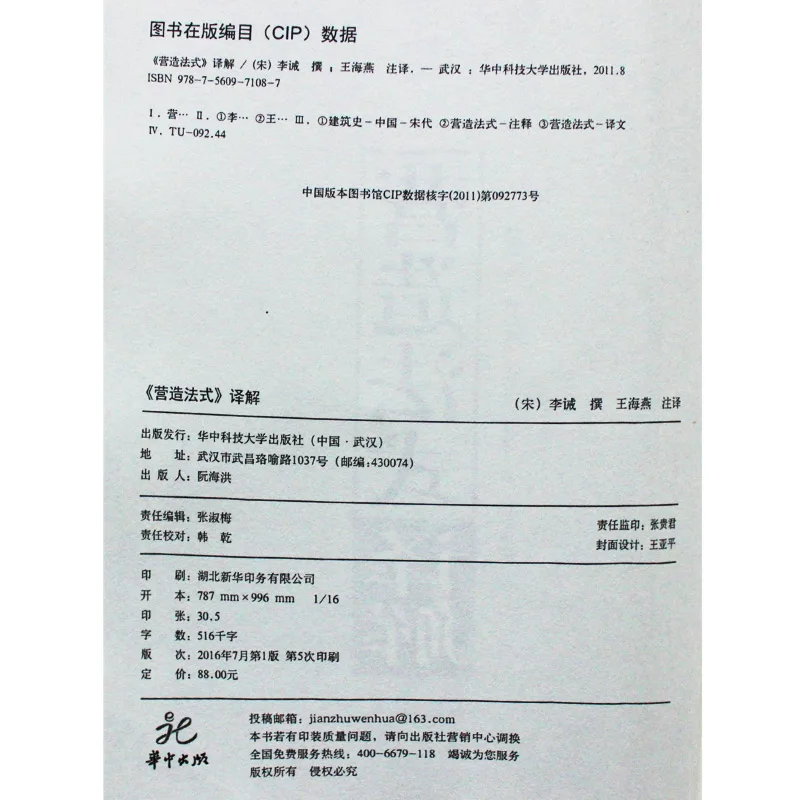 图书在版编目（CIP）数据
《营造法式》译解 /（宋）李诫 撰；王海燕 注译. — 武汉：华中科技大学出版社，2011.8
ISBN 978-7-5609-7108-7
Ⅰ. 营… Ⅱ. ①李… ②王… Ⅲ. ①建筑史－中国－宋代 ②营造法式－注释 ③营造法式－译文
Ⅳ. TU-092.44
中国版本图书馆CIP数据核字(2011)第092773号
《营造法式》译解 （宋）李诫 撰 王海燕 注译
出版发行：华中科技大学出版社（中国·武汉）
地 址：武汉市武昌珞喻路1037号（邮编:430074）
出 版 人：阮海洪
责任编辑：张淑梅 责任监印：张贵君
责任校对：韩 乾 封面设计：王亚平
印 刷：湖北新华印务有限公司
开 本：787 mm×996 mm 1/16
印 张：30.5
字 数：516千字
版 次：2016年7月第1版 第5次印刷
定 价：88.00元
投稿邮箱：jianzhuwenhua@163.com
本书若有印装质量问题，请向出版社营销中心调换
全国免费服务热线：400-6679-118 竭诚为您服务
版权所有 侵权必究
华中出版